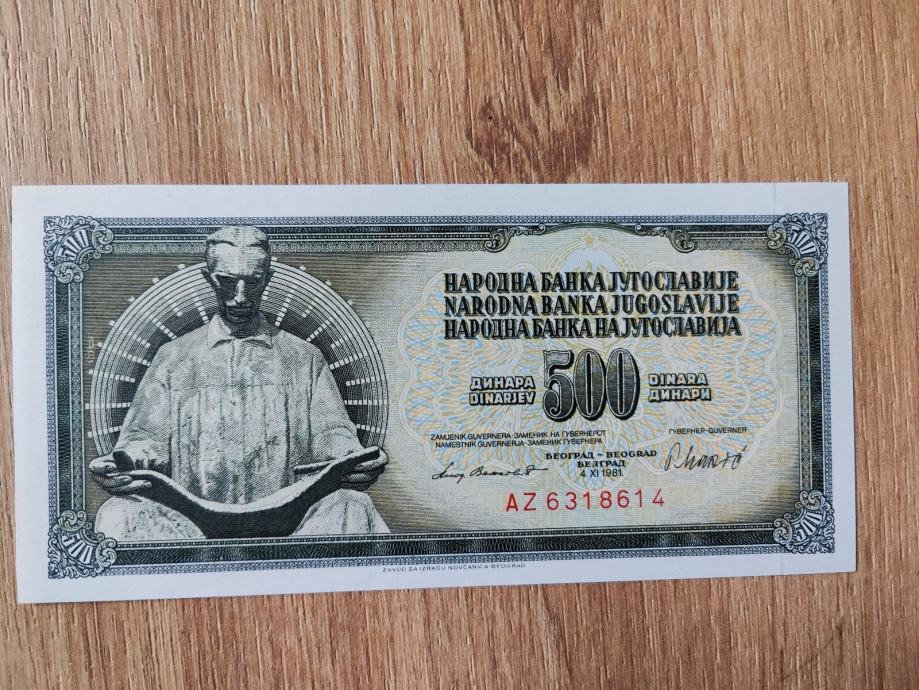 НАРОДНА БАНКА ЈУГОСЛАВИЈЕ
NARODNA BANKA JUGOSLAVIJE
НАРОДНА БАНКА НА ЈУГОСЛАВИЈА
ДИНАРА 500 DINARA
DINARJEV ДИНАРИ
ZAMJENIK GUVERNERA-ЗАМЕНИК НА ГУВЕРНЕРОТ ГУВЕРНЕР-GUVERNER
NAMESTNIK GUVERNERJA-ЗАМЕНИК ГУВЕРНЕРА
БЕОГРАД - BEOGRAD
БЕЛГРАД
4 XI 1981
AZ 6318614
ZAVOD ZA IZRADU NOVČANICA-BEOGRAD